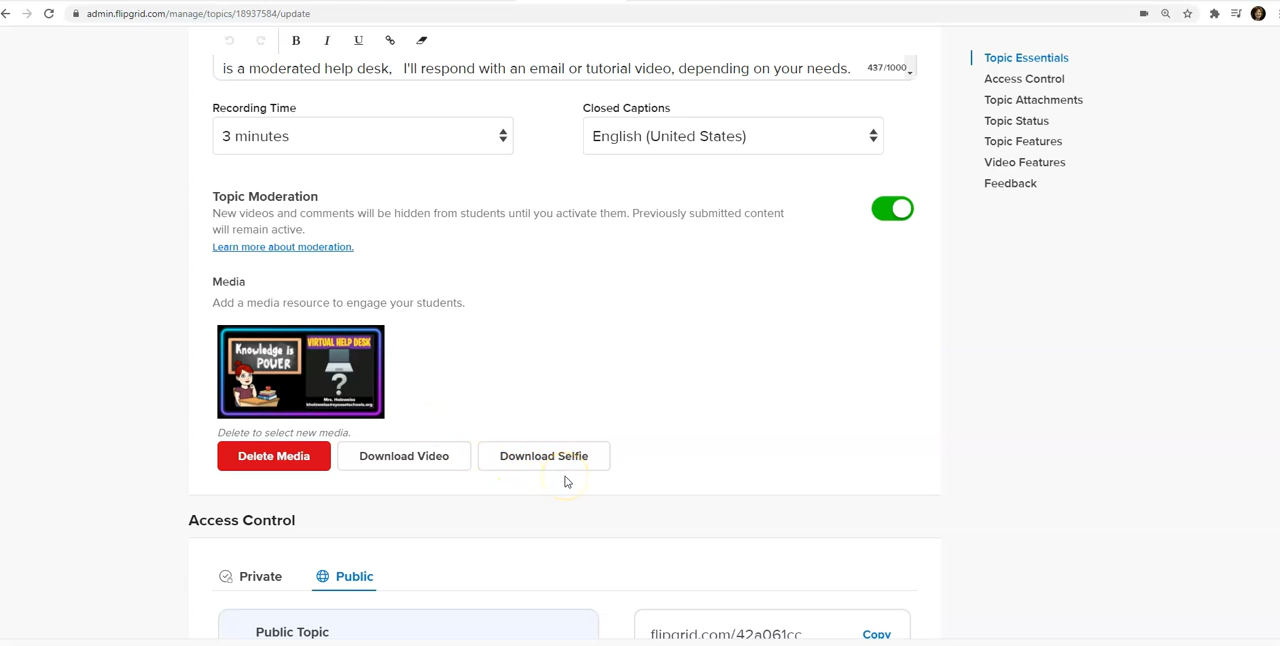 admin.flipgrid.com/manage/topics/18937584/update
B I U
is a moderated help desk, I'll respond with an email or tutorial video, depending on your needs. 437/1000
Recording Time
3 minutes
Closed Captions
English (United States)
Topic Moderation
New videos and comments will be hidden from students until you activate them. Previously submitted content
will remain active.
Learn more about moderation.
Media
Add a media resource to engage your students.
Knowledge is
POWER
VIRTUAL HELP DESK
?
Delete to select new media.
Delete Media
Download Video
Download Selfie
Access Control
Private
Public
Public Topic
flipgrid.com/42a061cc
Copy
Topic Essentials
Access Control
Topic Attachments
Topic Status
Topic Features
Video Features
Feedback